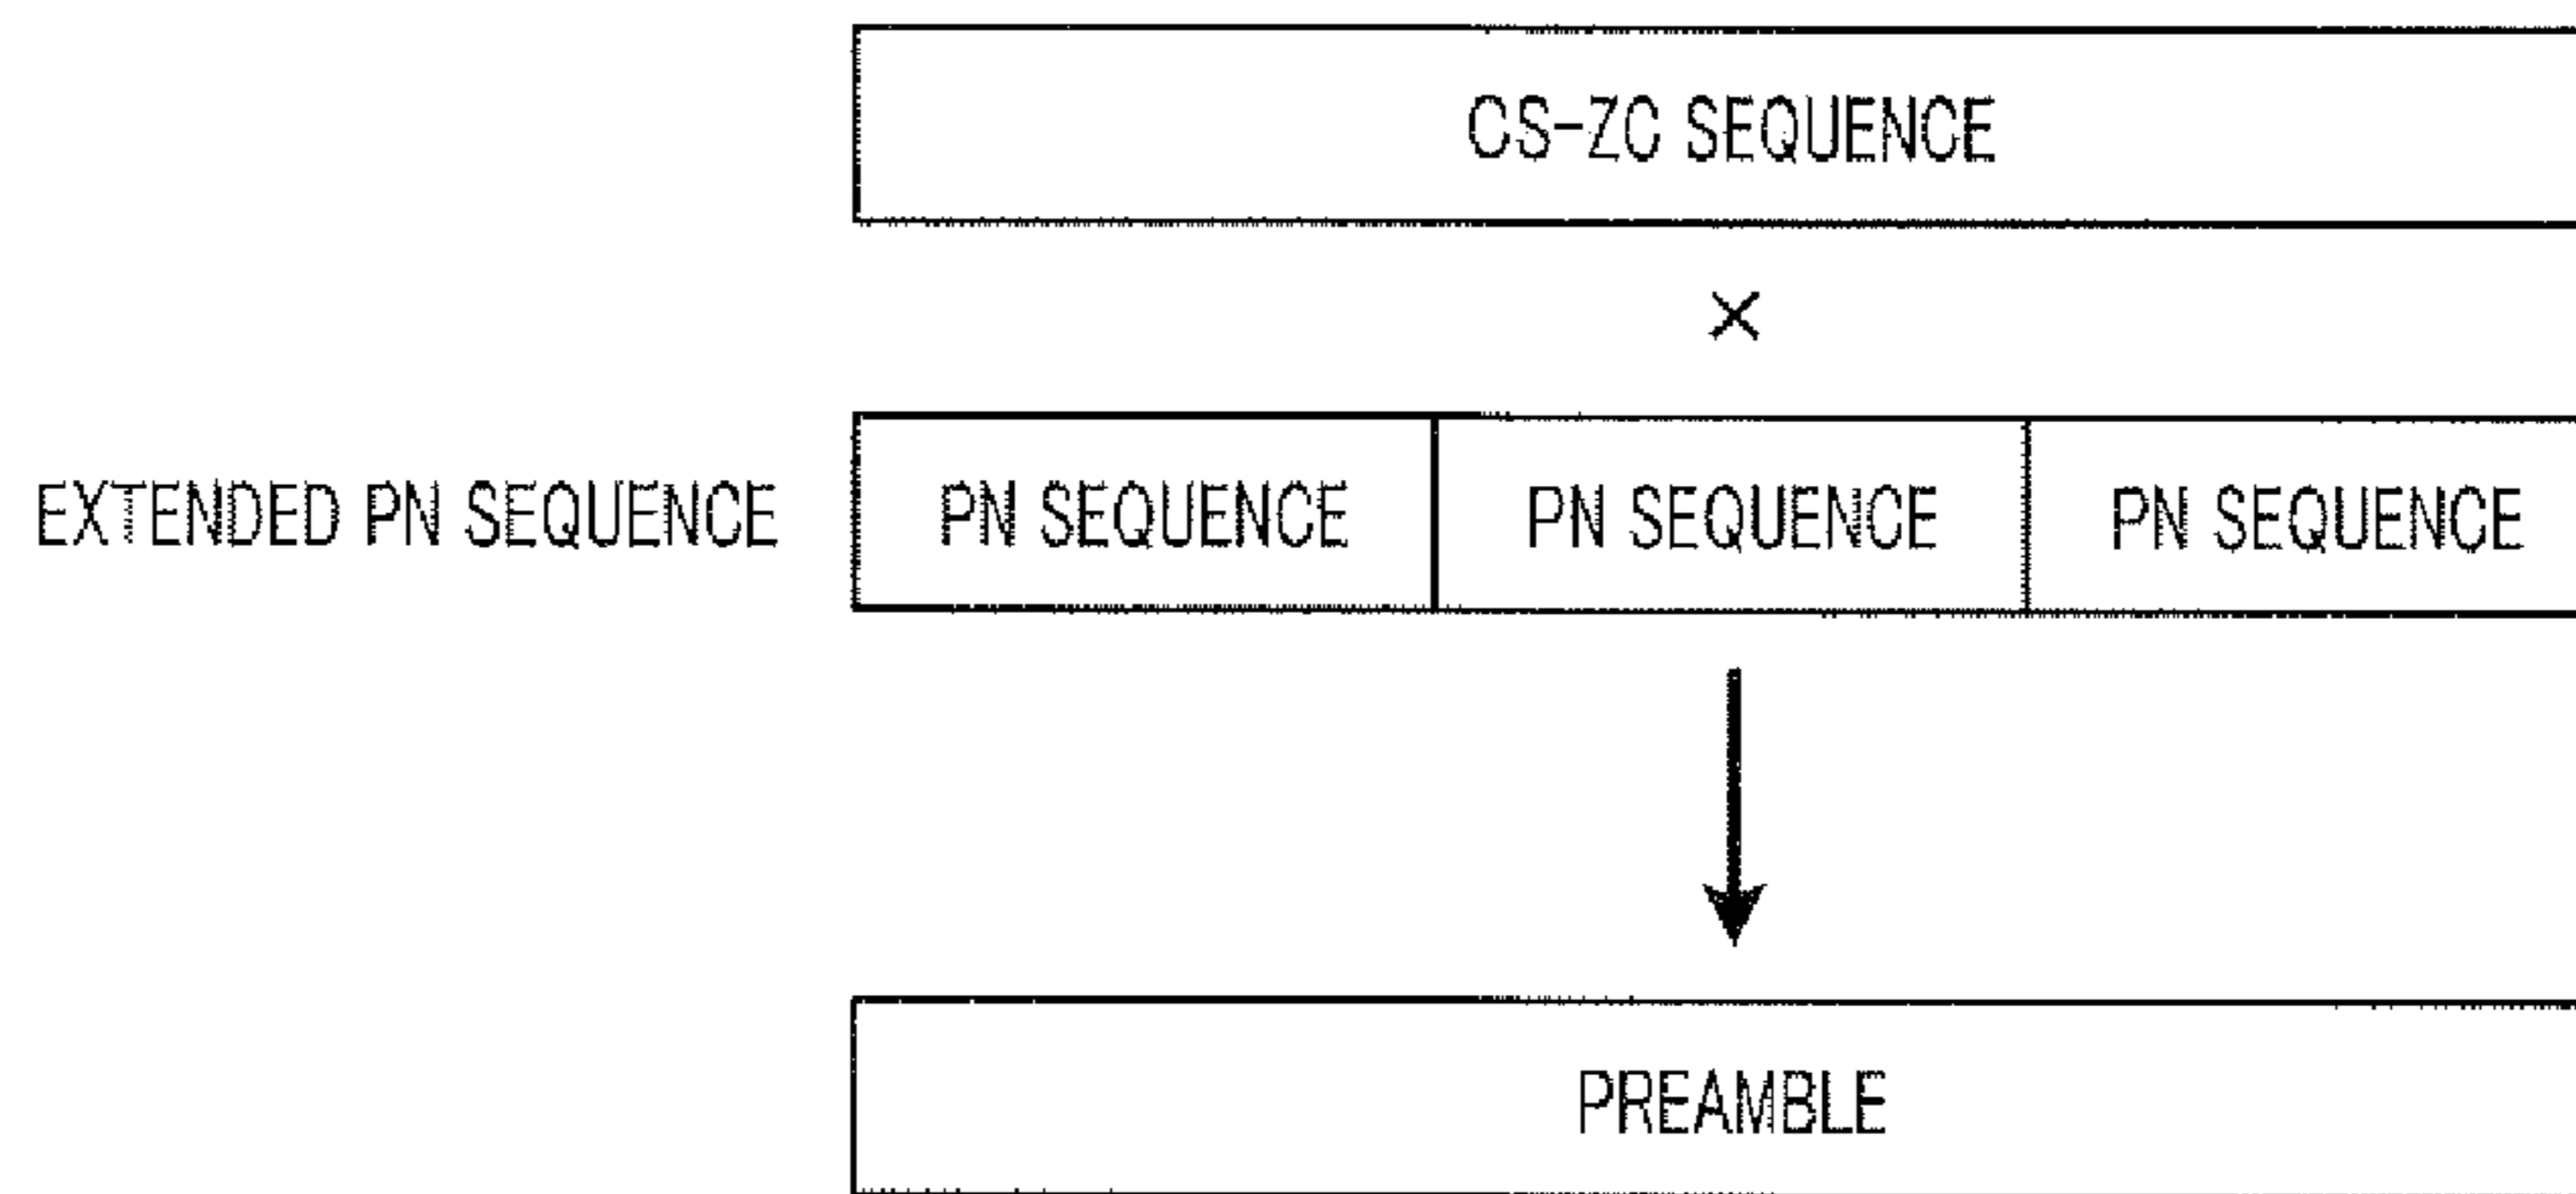 CS-ZC SEQUENCE
×
EXTENDED PN SEQUENCE PN SEQUENCE PN SEQUENCE PN SEQUENCE
PREAMBLE